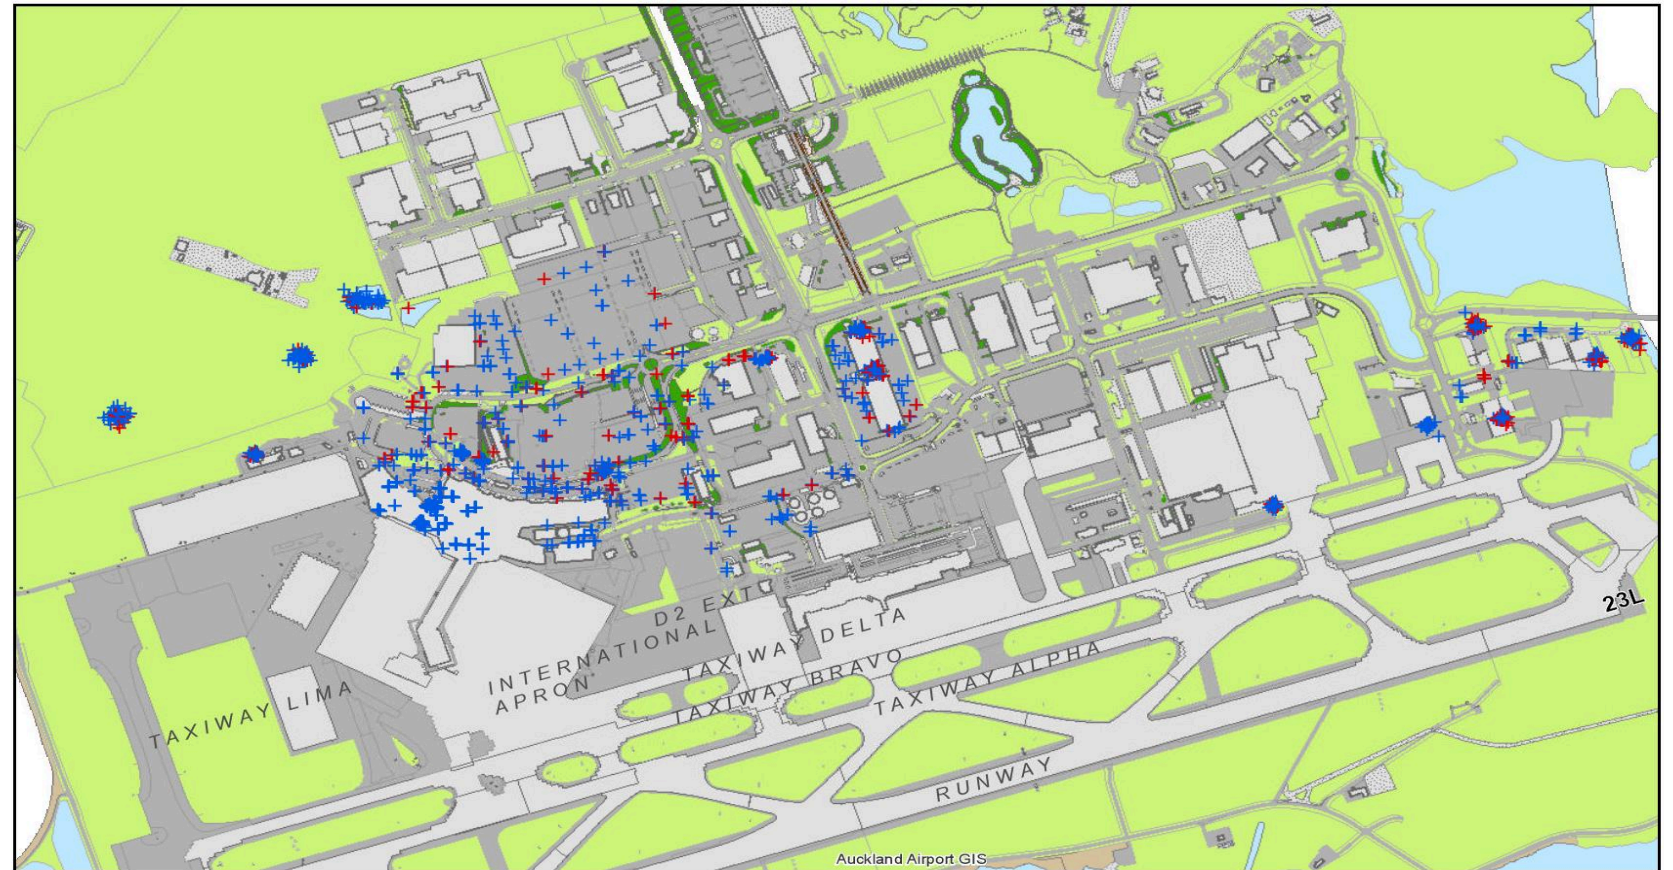 23L
D2 EXT
INTERNATIONAL
APRON
TAXIWAY DELTA
TAXIWAY BRAVO
TAXIWAY ALPHA
TAXIWAY LIMA
RUNWAY
Auckland Airport GIS